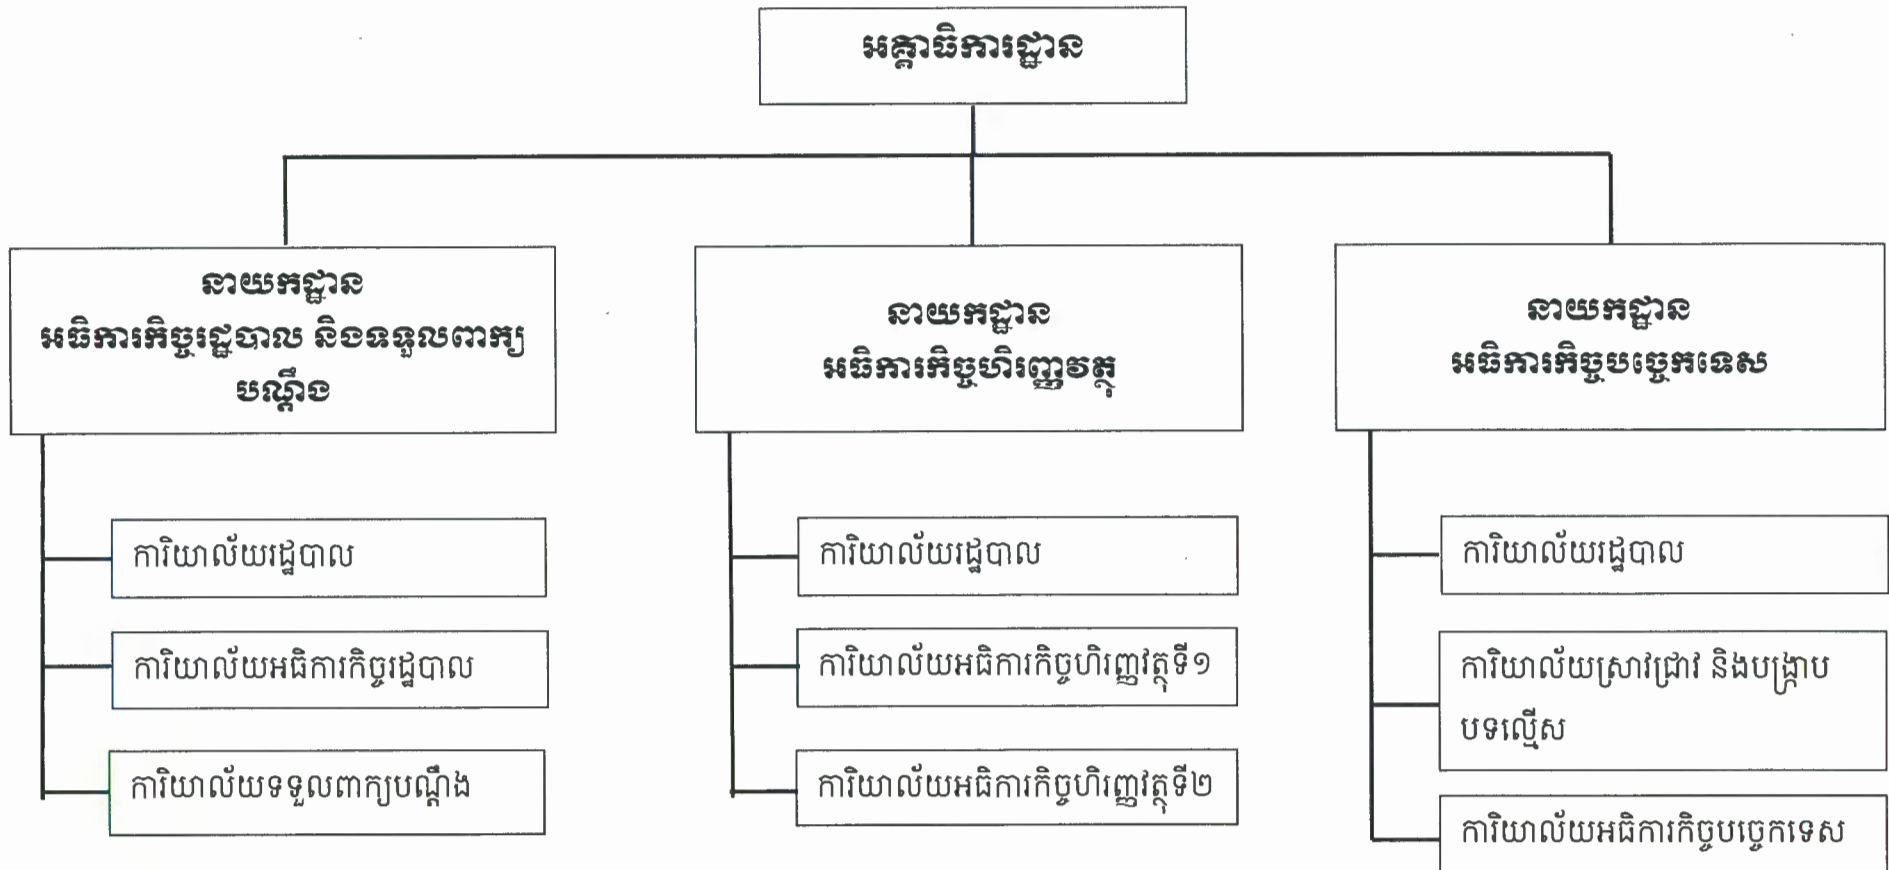 អគ្គាធិការដ្ឋាន
នាយកដ្ឋាន
អធិការកិច្ចរដ្ឋបាល និងទទួលពាក្យ
បណ្តឹង
នាយកដ្ឋាន
អធិការកិច្ចហិរញ្ញវត្ថុ
នាយកដ្ឋាន
អធិការកិច្ចបច្ចេកទេស
ការិយាល័យរដ្ឋបាល
ការិយាល័យអធិការកិច្ចរដ្ឋបាល
ការិយាល័យទទួលពាក្យបណ្តឹង
ការិយាល័យរដ្ឋបាល
ការិយាល័យអធិការកិច្ចហិរញ្ញវត្ថុទី១
ការិយាល័យអធិការកិច្ចហិរញ្ញវត្ថុទី២
ការិយាល័យរដ្ឋបាល
ការិយាល័យស្រាវជ្រាវ និងបង្ក្រាប
បទល្មើស
ការិយាល័យអធិការកិច្ចបច្ចេកទេស